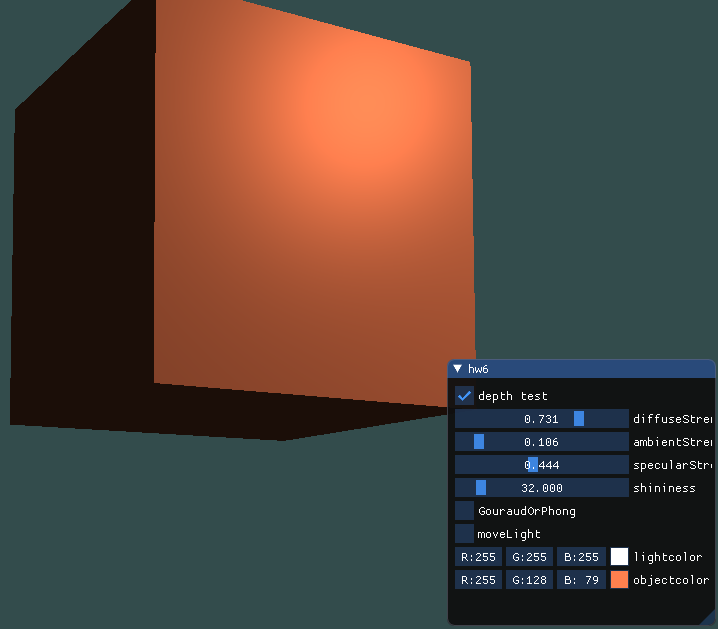 hw6
depth test
0.731 diffuseStre
0.106 ambientStre
0.444 specularStr
32.000 shininess
GouraudOrPhong
moveLight
R:255 G:255 B:255 lightcolor
R:255 G:128 B: 79 objectcolor